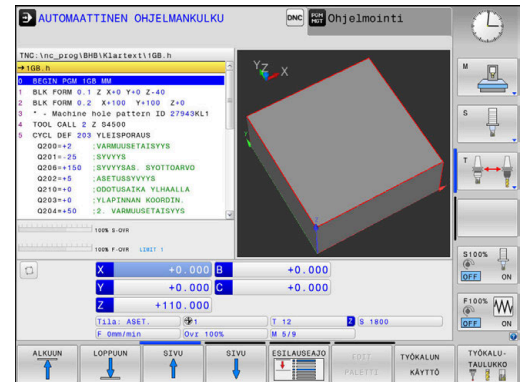 AUTOMAATTINEN OHJELMANKULKU
DNC
PGM MGT
Ohjelmointi
TNC:\nc_prog\BHB\Klartext\1GB.h
→1GB.h
0 BEGIN PGM 1GB MM
1 BLK FORM 0.1 Z X+0 Y+0 Z-40
2 BLK FORM 0.2 X+100 Y+100 Z+0
3 * - Machine hole pattern ID 27943KL1
4 TOOL CALL 2 Z S4500
5 CYCL DEF 203 YLEISPORAUS
Q200=+2 ;VARMUUSETAISYYS
Q201=-25 ;SYVYYS
Q206=+150 ;SYVYYSAS. SYOTTOARVO
Q202=+5 ;ASETUSSYVYYS
Q210=+0 ;ODOTUSAIKA YLHAALLA
Q203=+0 ;YLAPINNAN KOORDIN.
Q204=+50 ;2. VARMUUSETAISYYS
100% S-OVR
100% F-OVR LIMIT 1
Y Z X
X +0.000 B +0.000
Y +0.000 C +0.000
Z +110.000
Tila: ASET. 1 T 12 Z S 1800
F 0mm/min Ovr 100% M 5/9
M
S
T
S100%
OFF ON
F100%
OFF ON
ALKUUN
LOPPUUN
SIVU
SIVU
ESILAUSEAJO
EDIT PALETTI
TYÖKALUN KÄYTTÖ
TYÖKALU-TAULUKKO